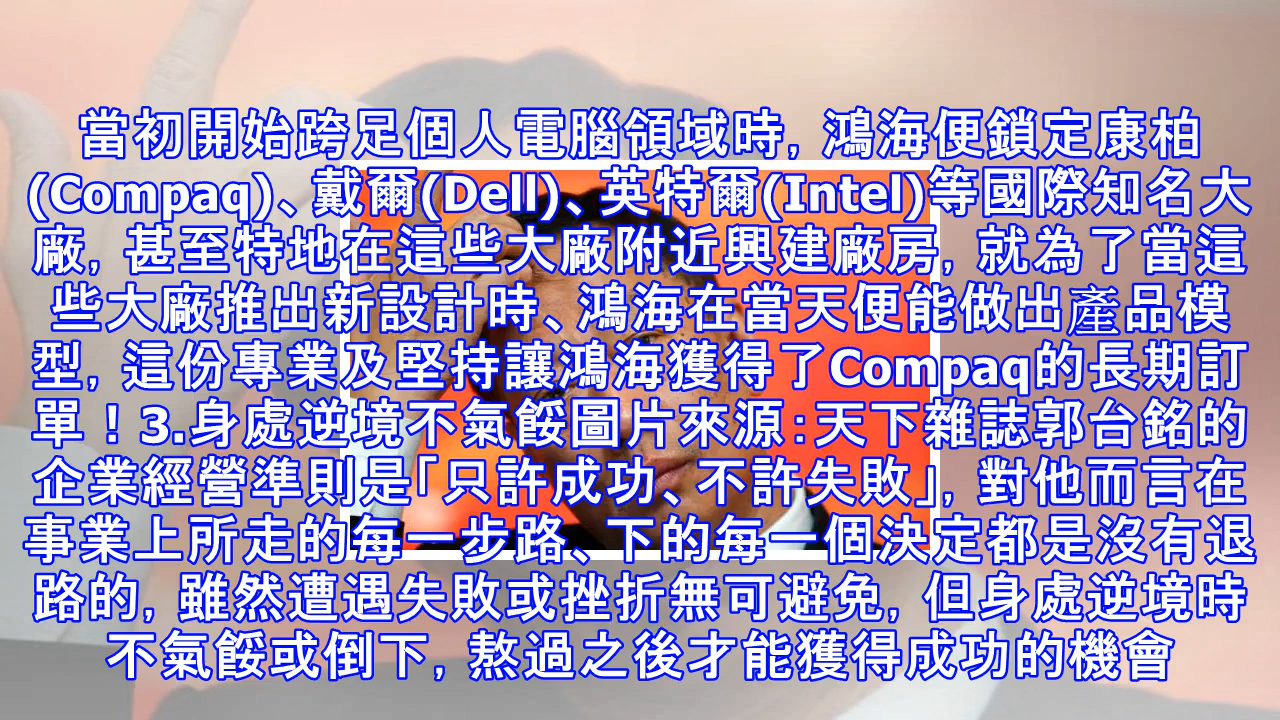 當初開始跨足個人電腦領域時, 鴻海便鎖定康柏
(Compaq)、戴爾(Dell)、英特爾(Intel)等國際知名大
廠, 甚至特地在這些大廠附近興建廠房, 就為了當這
些大廠推出新設計時、鴻海在當天便能做出產品模
型, 這份專業及堅持讓鴻海獲得了Compaq的長期訂
單！3.身處逆境不氣餒圖片來源:天下雜誌郭台銘的
企業經營準則是「只許成功、不許失敗」, 對他而言在
事業上所走的每一步路、下的每一個決定都是沒有退
路的, 雖然遭遇失敗或挫折無可避免, 但身處逆境時
不氣餒或倒下, 熬過之後才能獲得成功的機會